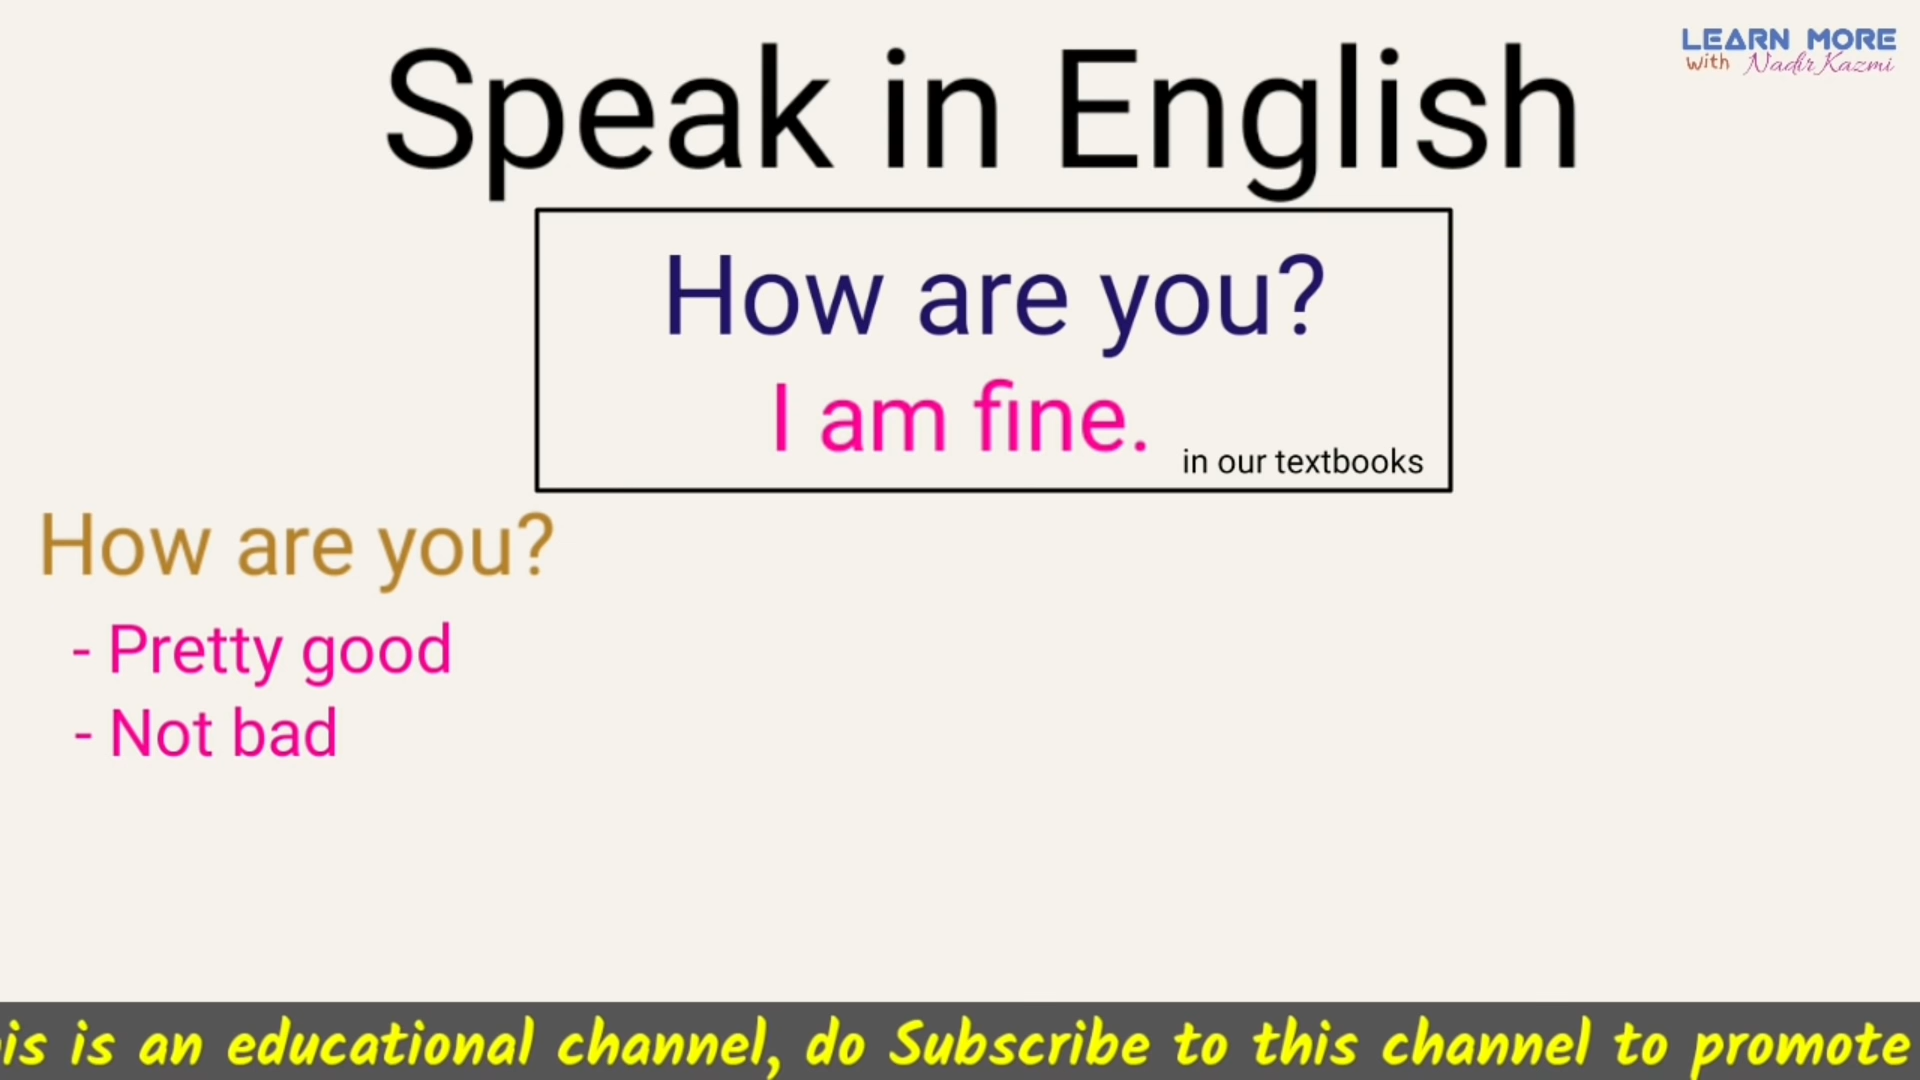 LEARN MORE
with Nadir Kazmi
Speak in English
How are you?
I am fine.
in our textbooks
How are you?
- Pretty good
- Not bad
is is an educational channel, do Subscribe to this channel to promote